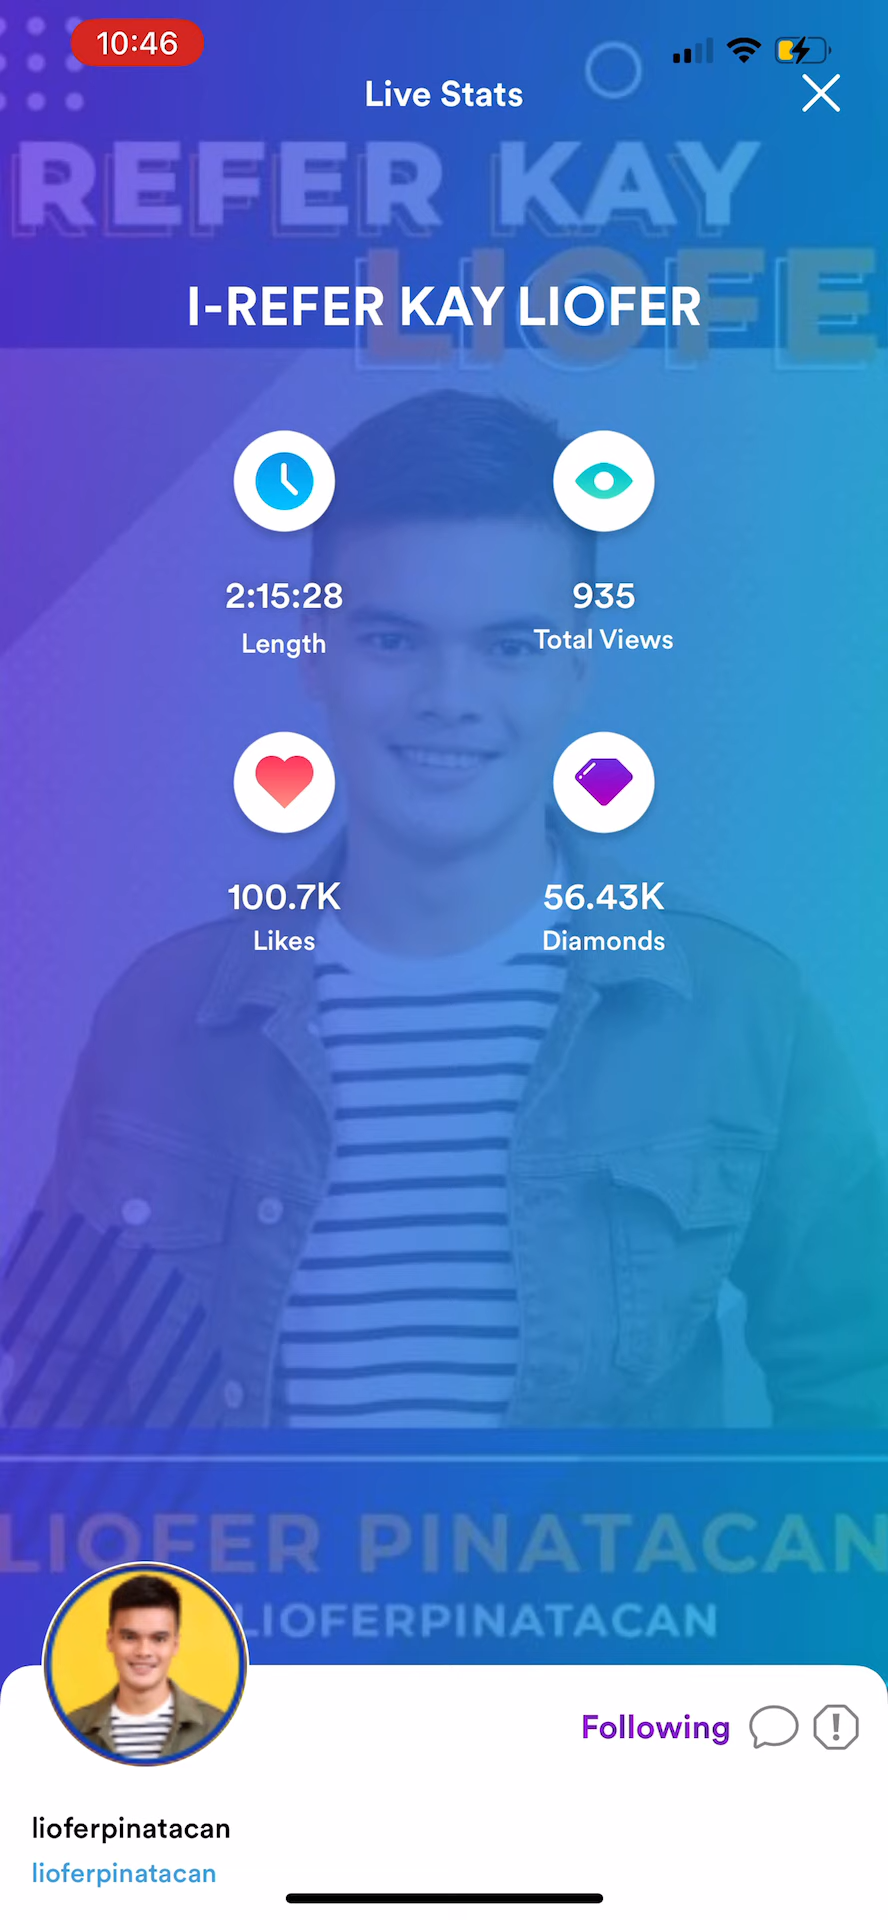 10:46
Live Stats
REFER KAY
LIOFE
I-REFER KAY LIOFER
2:15:28
935
Length
Total Views
100.7K
56.43K
Likes
Diamonds
LIOFER PINATACAN
LIOFERPINATACAN
Following
lioferpinatacan
lioferpinatacan